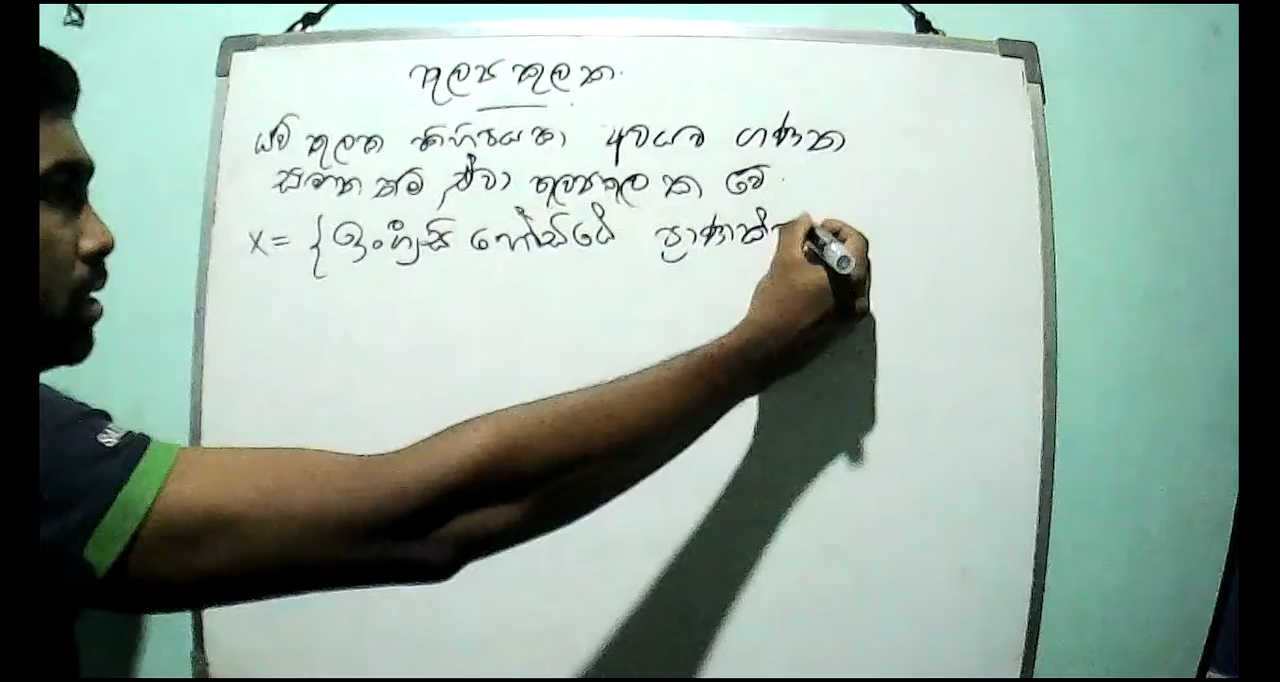 තුල්‍ය කුලක
යම් කුලක කිහිපයක අවයව ගණන
සමාන නම් ඒවා තුල්‍ය කුලක වේ.
X = { ඉංග්‍රීසි හෝඩියේ ප්‍රාණාක්ෂ